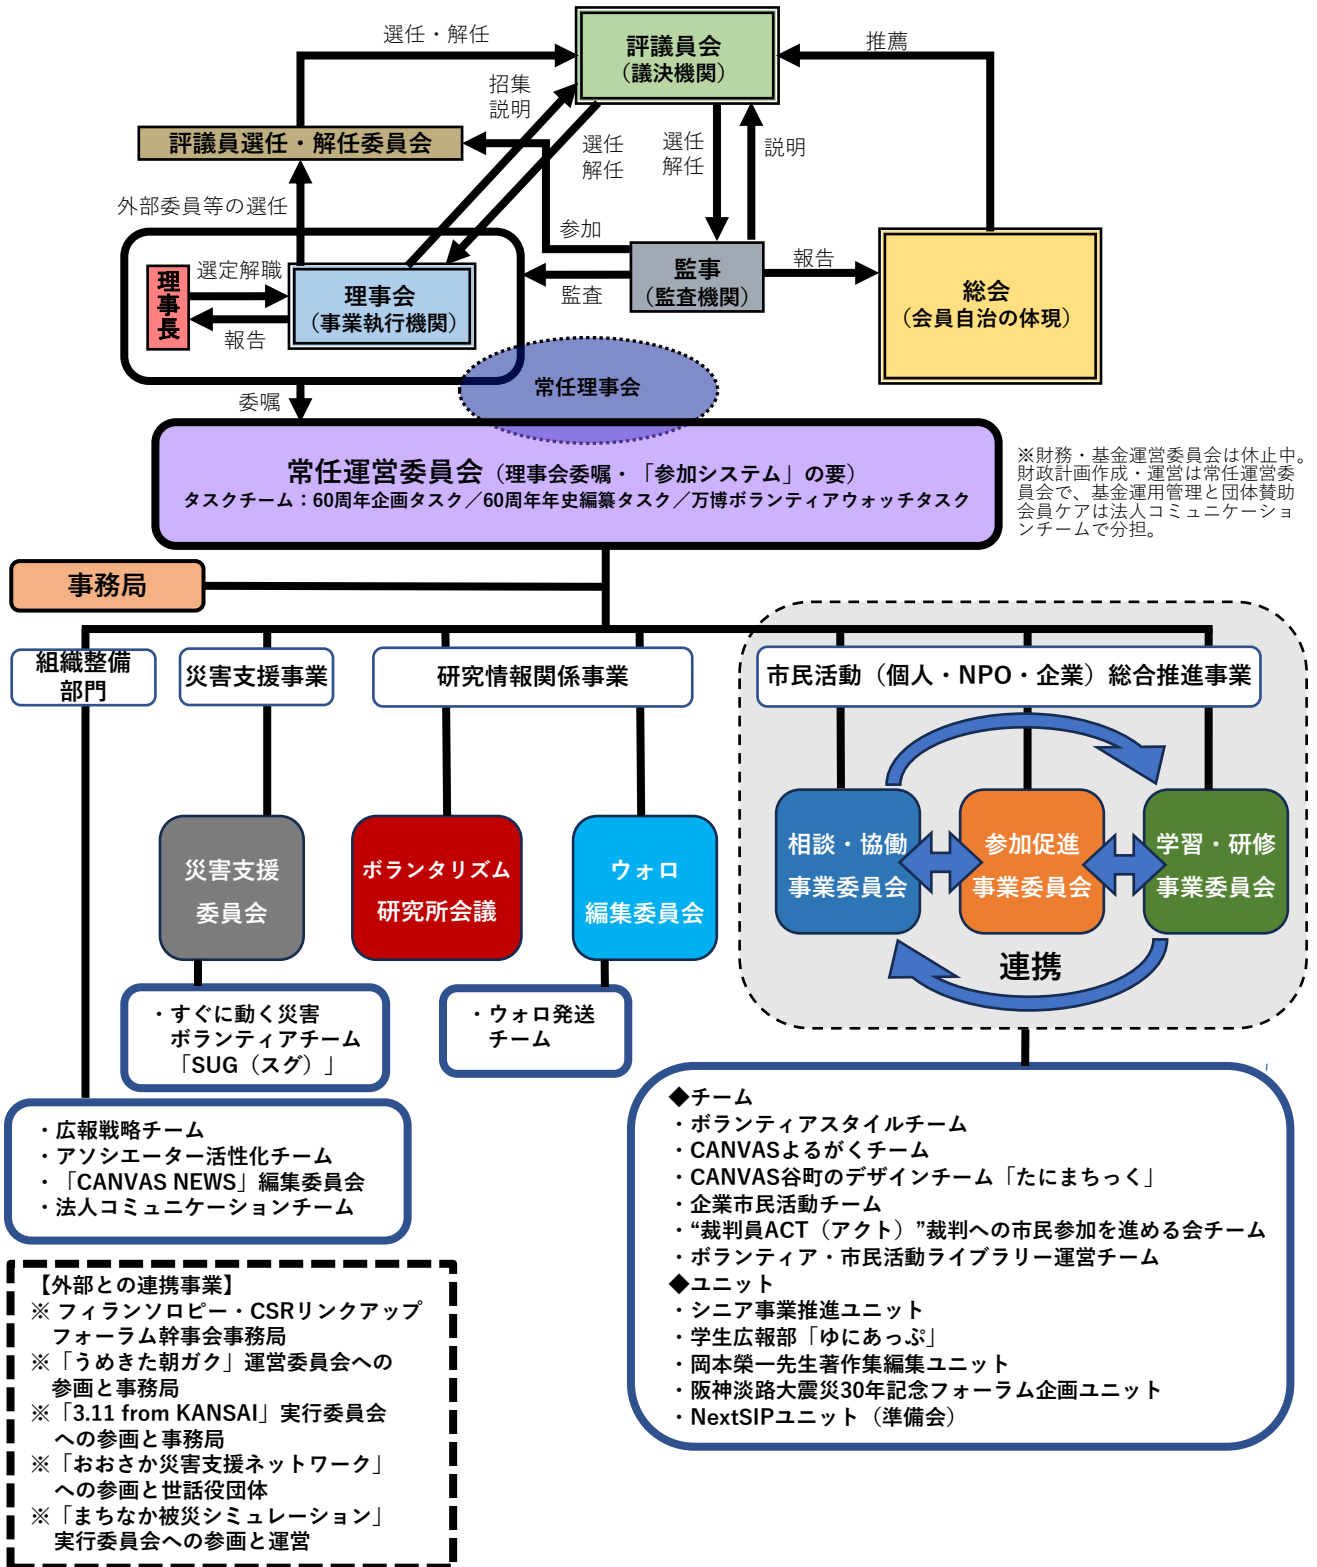 選任・解任
評議員会
（議決機関）
推薦
招集
説明
評議員選任・解任委員会
選任
解任
選任
解任
説明
外部委員等の選任
参加
理事長
選定解職
報告
理事会
（事業執行機関）
監査
監事
（監査機関）
報告
総会
（会員自治の体現）
常任理事会
委嘱
常任運営委員会（理事会委嘱・「参加システム」の要）
タスクチーム：60周年企画タスク／60周年年史編纂タスク／万博ボランティアウォッチタスク
※財務・基金運営委員会は休止中。
財政計画作成・運営は常任運営委
員会で、基金運用管理と団体賛助
会員ケアは法人コミュニケーショ
ンチームで分担。
事務局
組織整備
部門
災害支援事業
研究情報関係事業
市民活動（個人・NPO・企業）総合推進事業
災害支援
委員会
ボランタリズム
研究所会議
ウォロ
編集委員会
相談・協働
事業委員会
参加促進
事業委員会
学習・研修
事業委員会
連携
・すぐに動く災害
ボランティアチーム
「SUG（スグ）」
・ウォロ発送
チーム
・広報戦略チーム
・アソシエーター活性化チーム
・「CANVAS NEWS」編集委員会
・法人コミュニケーションチーム
◆チーム
・ボランティアスタイルチーム
・CANVASよるがくチーム
・CANVAS谷町のデザインチーム「たにまちっく」
・企業市民活動チーム
・“裁判員ACT（アクト）”裁判への市民参加を進める会チーム
・ボランティア・市民活動ライブラリー運営チーム
◆ユニット
・シニア事業推進ユニット
・学生広報部「ゆにあっぷ」
・岡本榮一先生著作集編集ユニット
・阪神淡路大震災30年記念フォーラム企画ユニット
・NextSIPユニット（準備会）
【外部との連携事業】
※ フィランソロピー・CSRリンクアップ
フォーラム幹事会事務局
※「うめきた朝ガク」運営委員会への
参画と事務局
※「3.11 from KANSAI」実行委員会
への参画と事務局
※「おおさか災害支援ネットワーク」
への参画と世話役団体
※「まちなか被災シミュレーション」
実行委員会への参画と運営